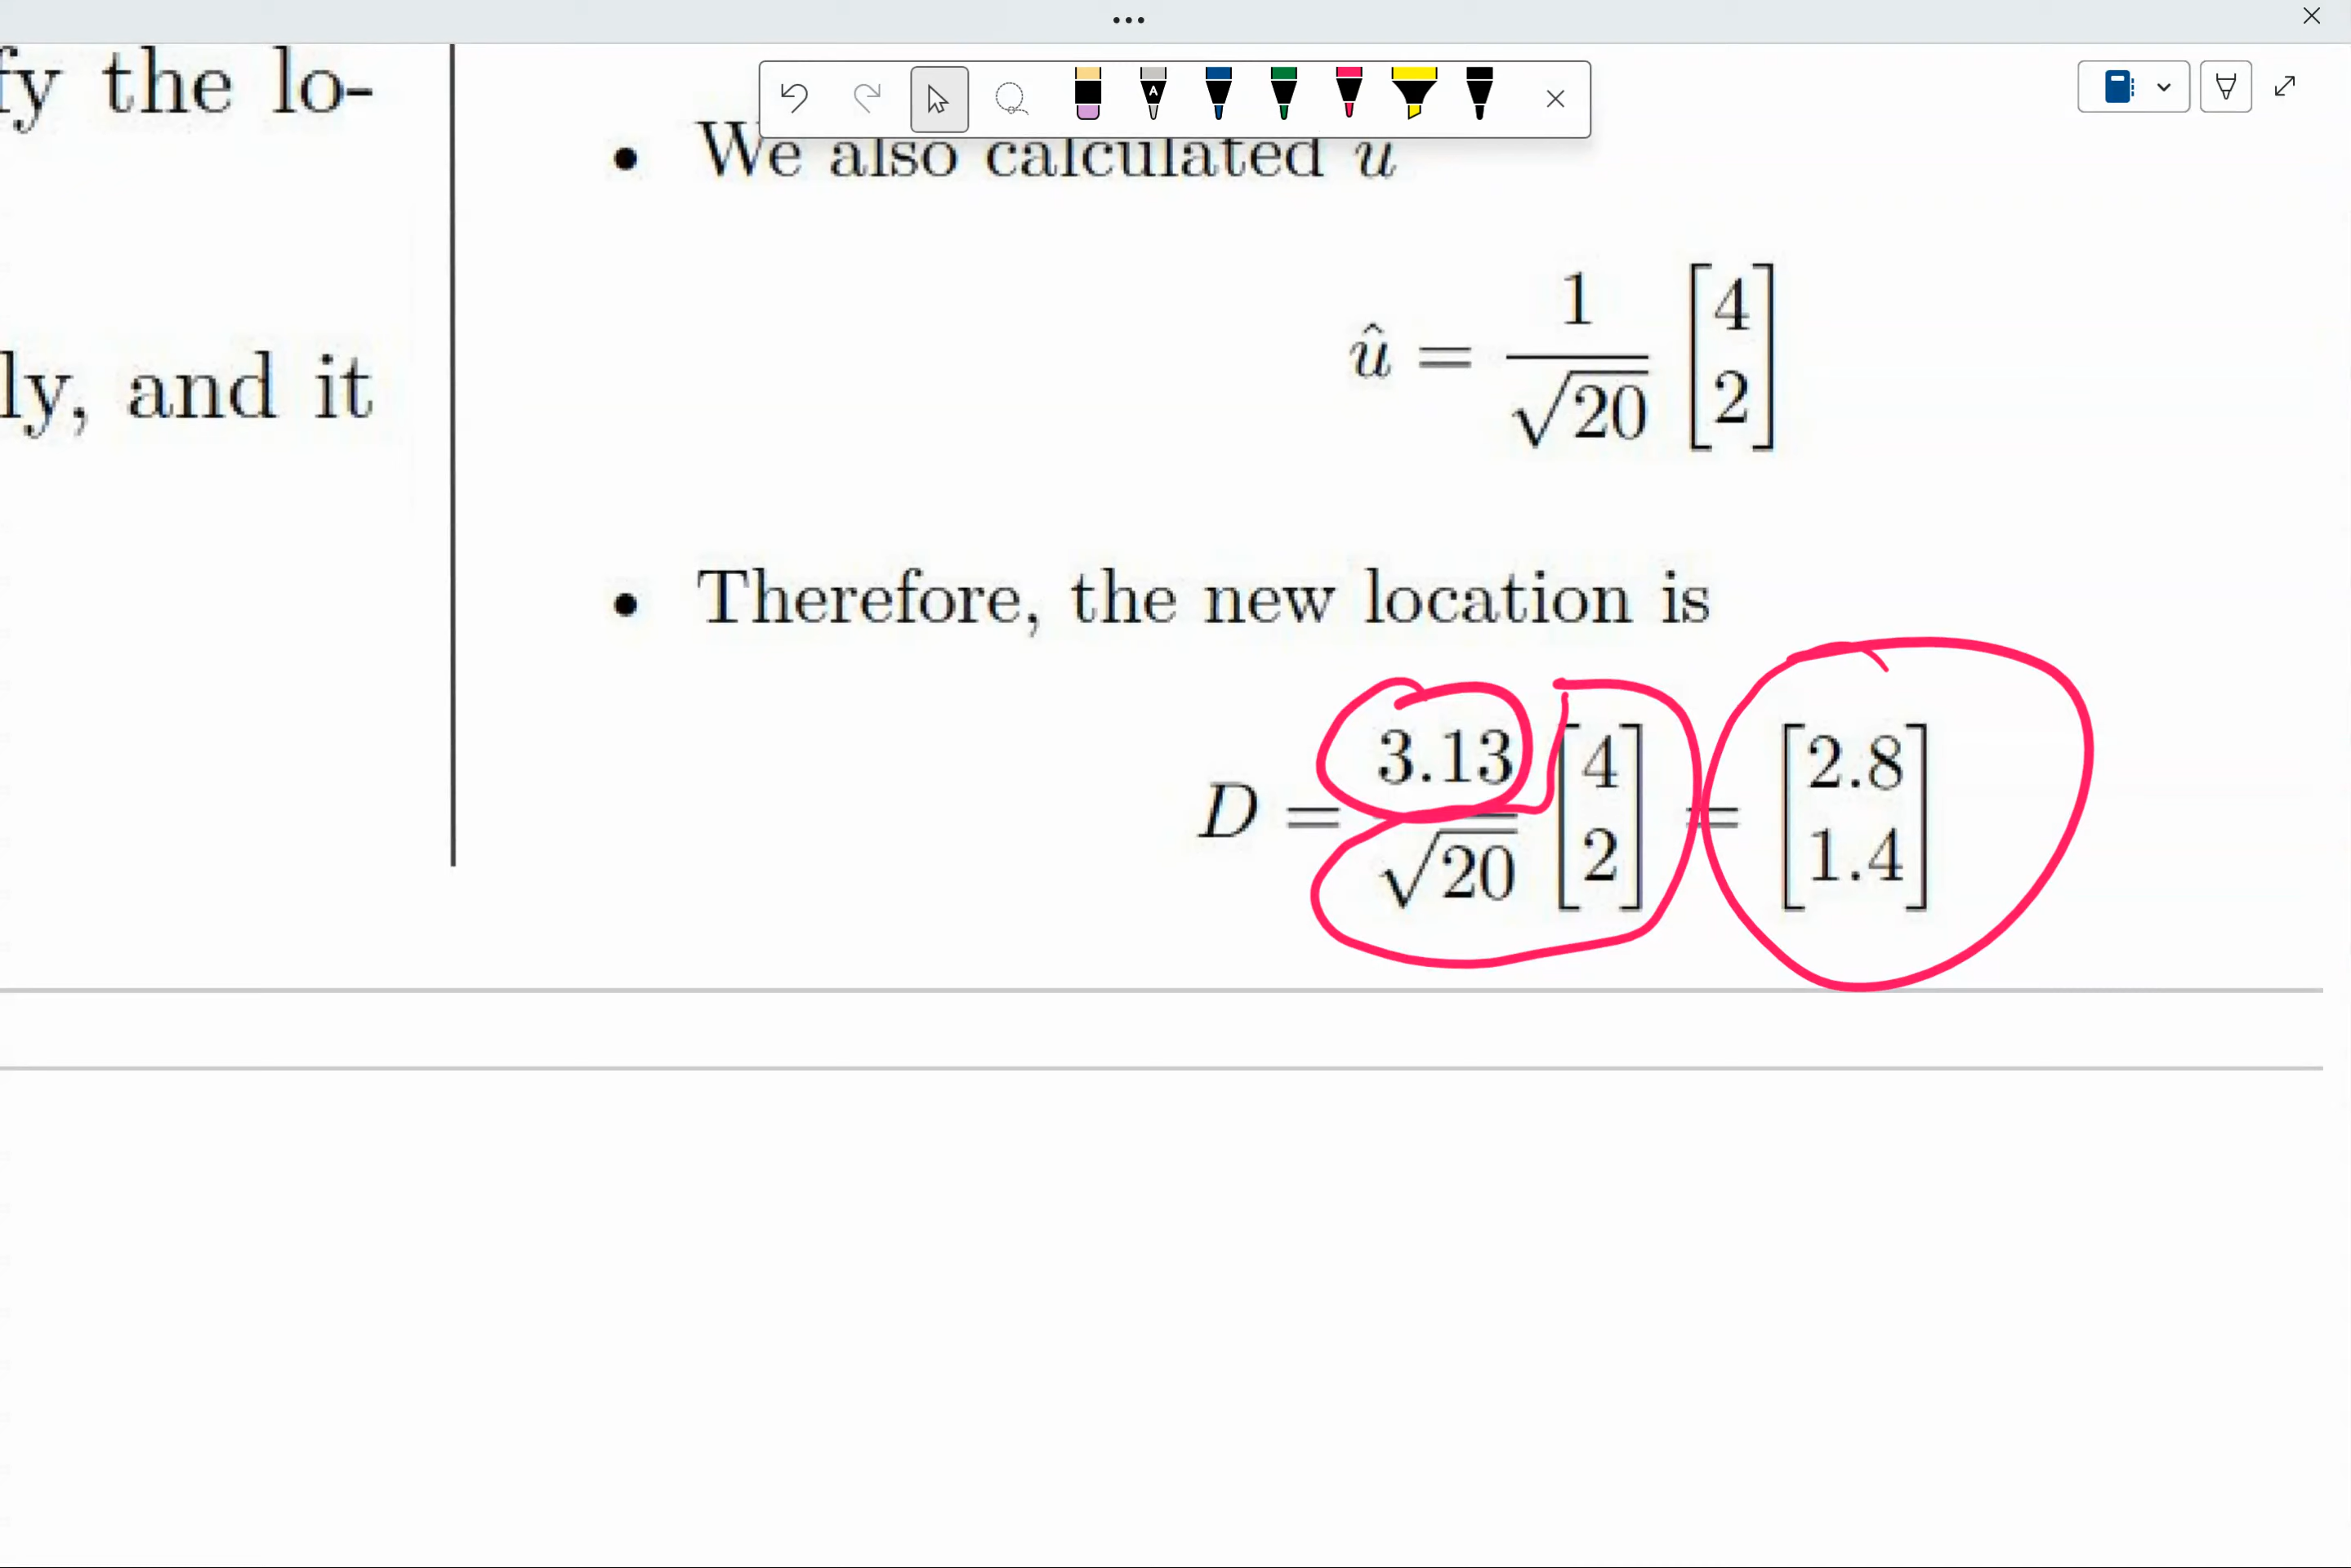 fy the lo-
ly, and it
• We also calculated u
û = 1/√20 [4 2]
• Therefore, the new location is
D = 3.13/√20 [4 2] = [2.8 1.4]